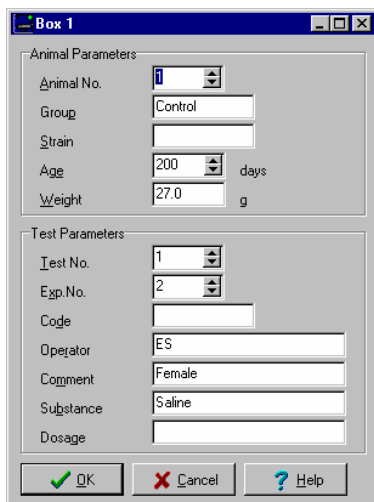 Box 1
Animal Parameters
Animal No. 1
Group Control
Strain
Age 200 days
Weight 27.0 g
Test Parameters
Test No. 1
Exp.No. 2
Code
Operator ES
Comment Female
Substance Saline
Dosage
OK Cancel Help